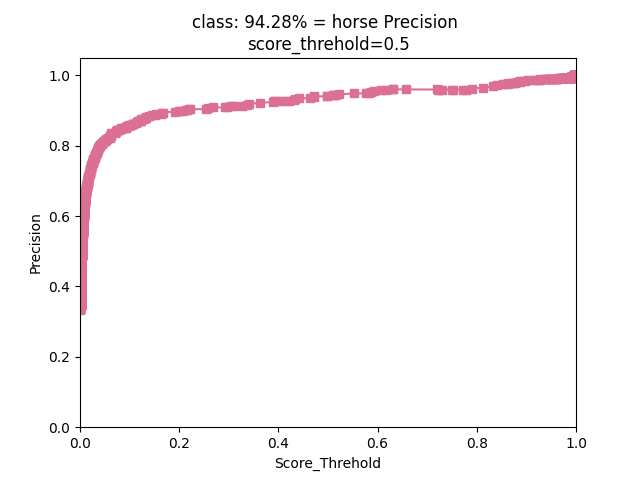 class: 94.28% = horse Precision
score_threhold=0.5
1.0
0.8
0.6
0.4
0.2
0.0
Precision
0.0 0.2 0.4 0.6 0.8 1.0
Score_Threhold